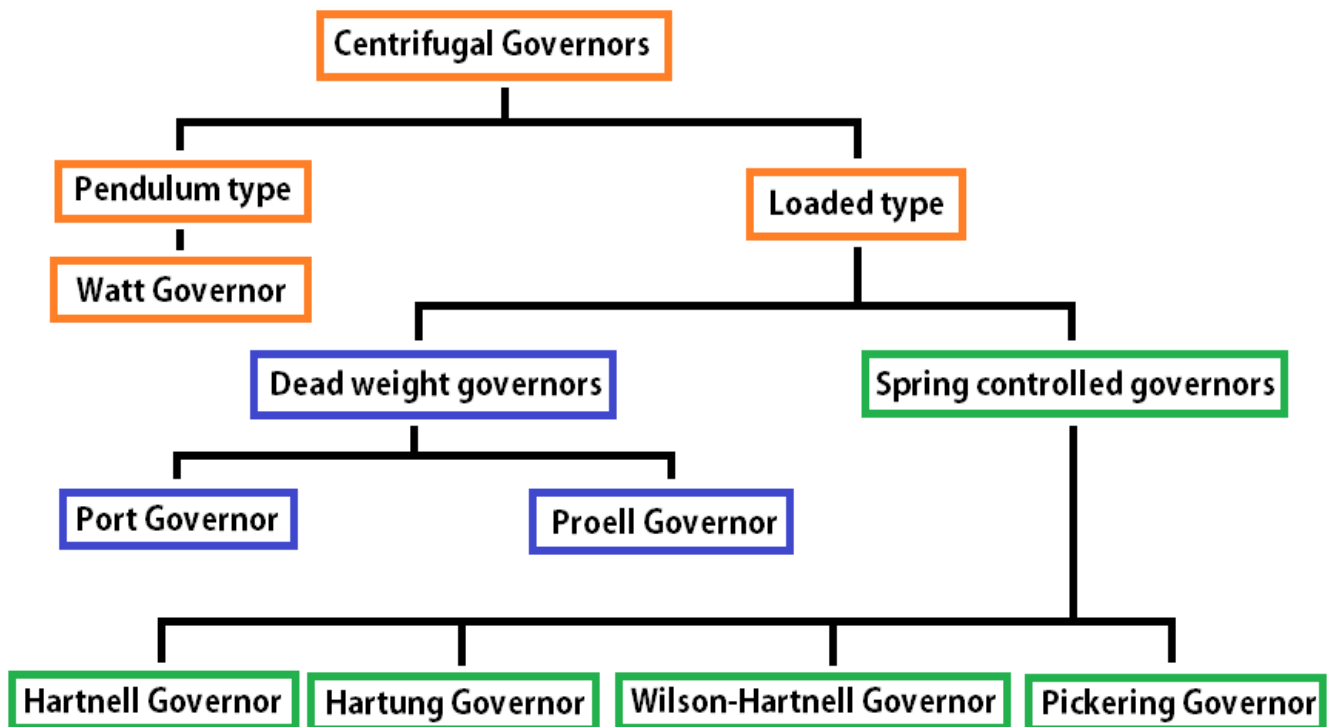 Centrifugal Governors
Pendulum type
Loaded type
Watt Governor
Dead weight governors
Spring controlled governors
Port Governor
Proell Governor
Hartnell Governor
Hartung Governor
Wilson-Hartnell Governor
Pickering Governor